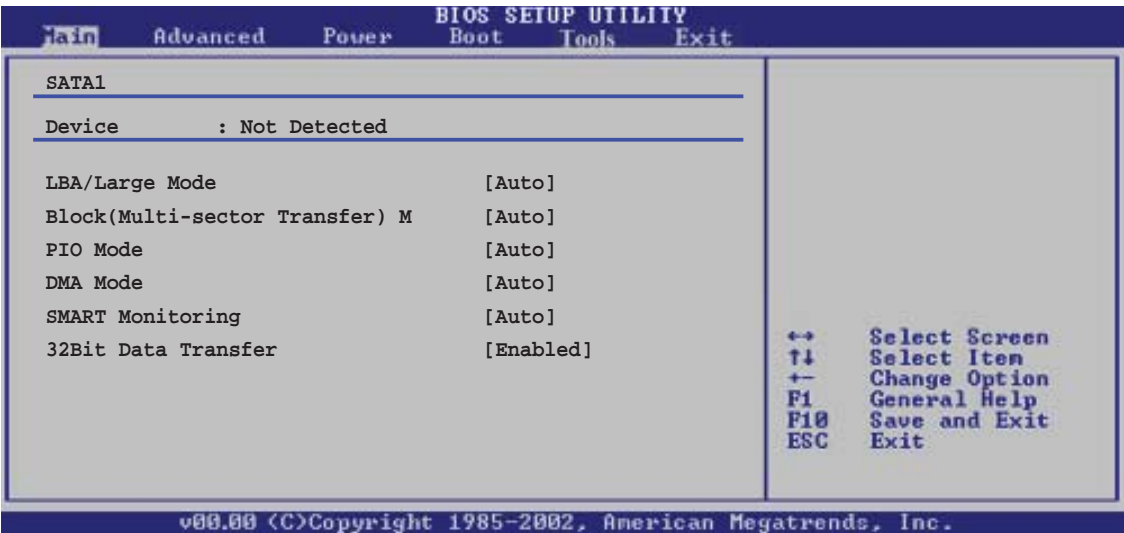 BIOS SETUP UTILITY
Main Advanced Power Boot Tools Exit
SATA1
Device : Not Detected
LBA/Large Mode [Auto]
Block(Multi-sector Transfer) M [Auto]
PIO Mode [Auto]
DMA Mode [Auto]
SMART Monitoring [Auto]
32Bit Data Transfer [Enabled]
←→ Select Screen
↑↓ Select Item
+- Change Option
F1 General Help
F10 Save and Exit
ESC Exit
v00.00 (C)Copyright 1985-2002, American Megatrends, Inc.